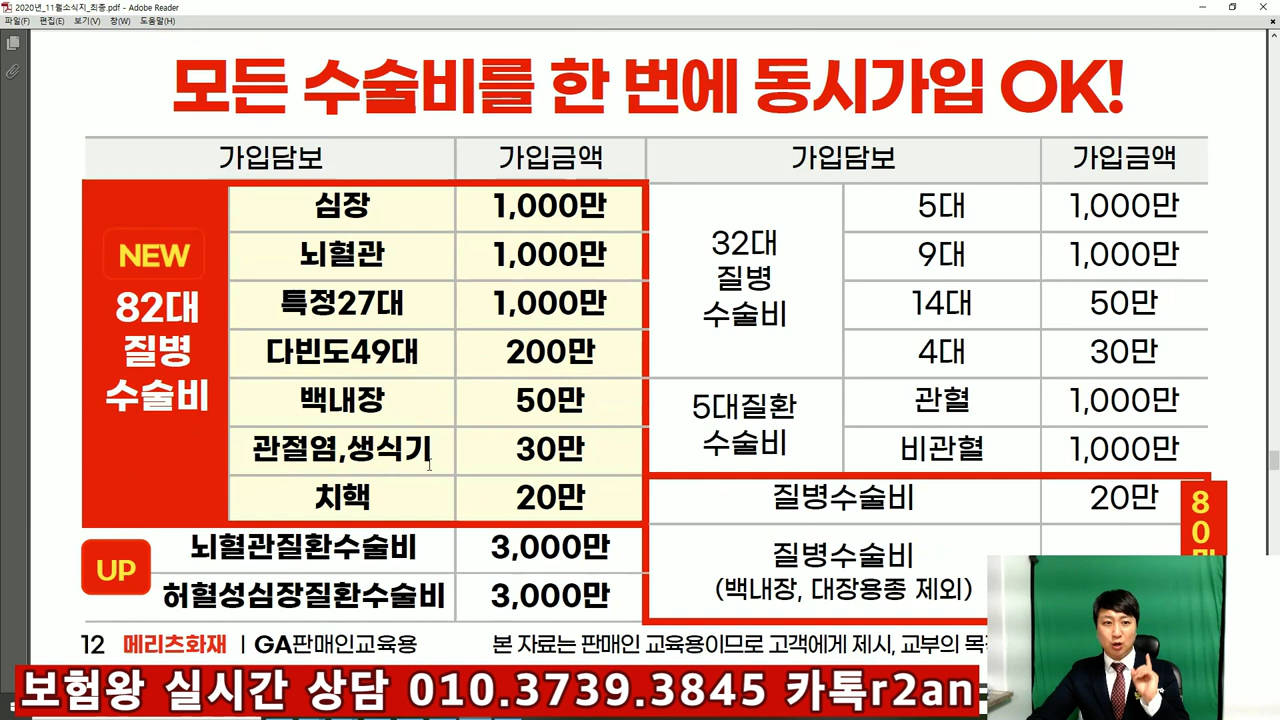 2020년_11월소식지_최종.pdf - Adobe Reader
파일(F) 편집(E) 보기(V) 창(W) 도움말(H)
모든 수술비를 한 번에 동시가입 OK!
가입담보 가입금액 가입담보 가입금액
NEW
82대
질병
수술비
심장 1,000만
뇌혈관 1,000만
특정27대 1,000만
다빈도49대 200만
백내장 50만
관절염,생식기 30만
치핵 20만
UP
뇌혈관질환수술비 3,000만
허혈성심장질환수술비 3,000만
32대
질병
수술비
5대 1,000만
9대 1,000만
14대 50만
4대 30만
5대질환
수술비
관혈 1,000만
비관혈 1,000만
질병수술비 20만
질병수술비
(백내장, 대장용종 제외)
80
12 메리츠화재 | GA판매인교육용 본 자료는 판매인 교육용이므로 고객에게 제시, 교부의
보험왕 실시간 상담 010.3739.3845 카톡r2an